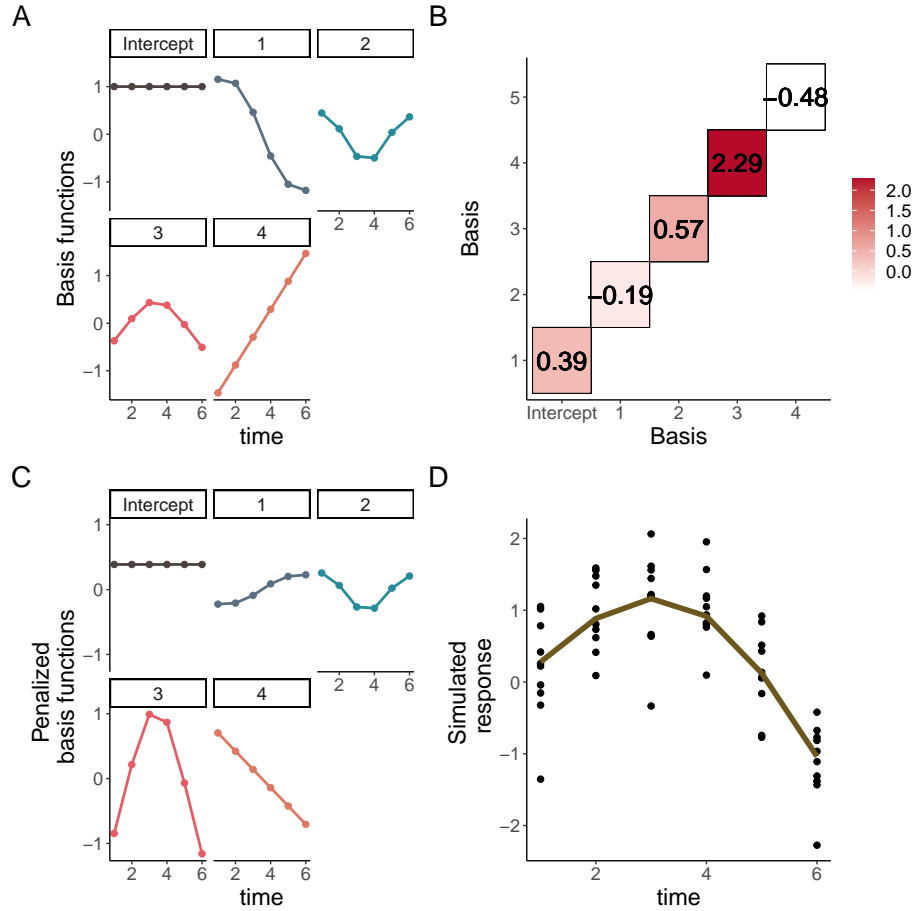 A
Intercept 1 2
1
0
−1
2 4 6
3 4
1
0
−1
2 4 6 2 4 6
time
Basis functions
B
5
4
3
2
1
−0.48
2.29
0.57
−0.19
0.39
Intercept 1 2 3 4
Basis
Basis
2.0
1.5
1.0
0.5
0.0
C
Intercept 1 2
1
0
−1
2 4 6
3 4
1
0
−1
2 4 6 2 4 6
time
Penalized
basis functions
D
2
1
0
−1
−2
2 4 6
time
Simulated
response